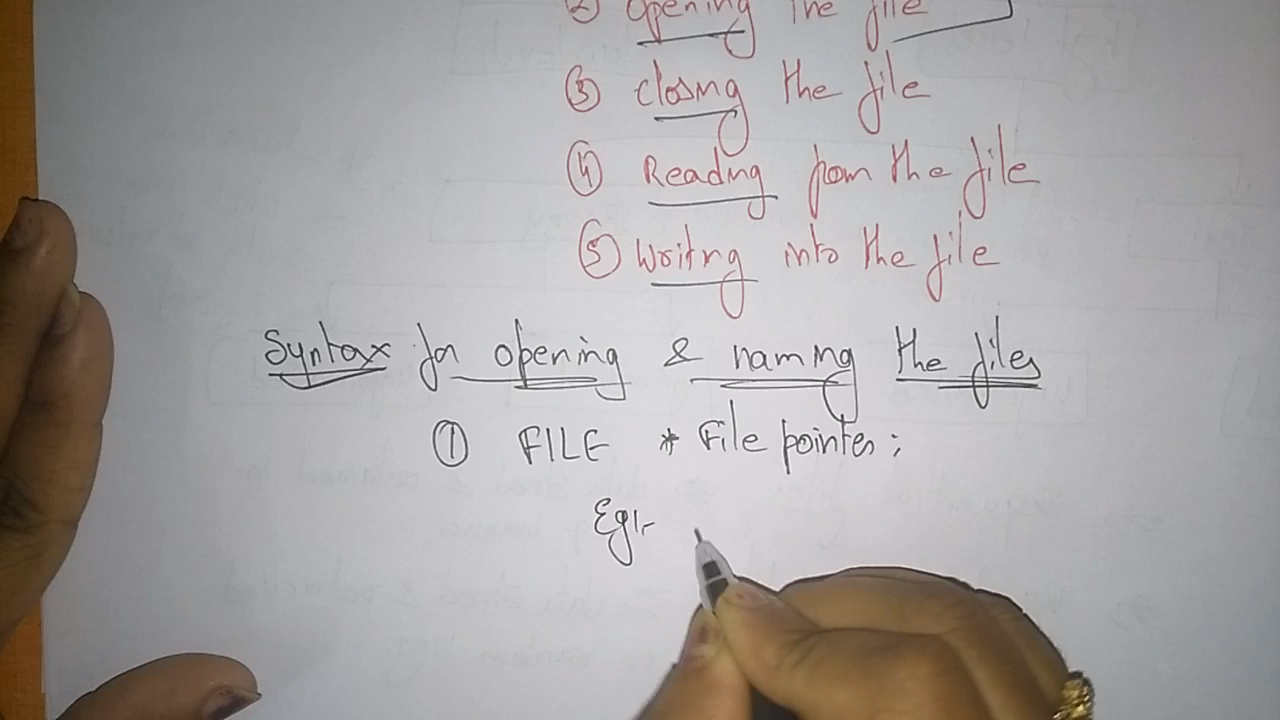 ② Opening the file
③ closing the file
④ Reading from the file
⑤ Writing into the file
Syntax for opening & naming the files
① FILE * File pointer;
Eg:-